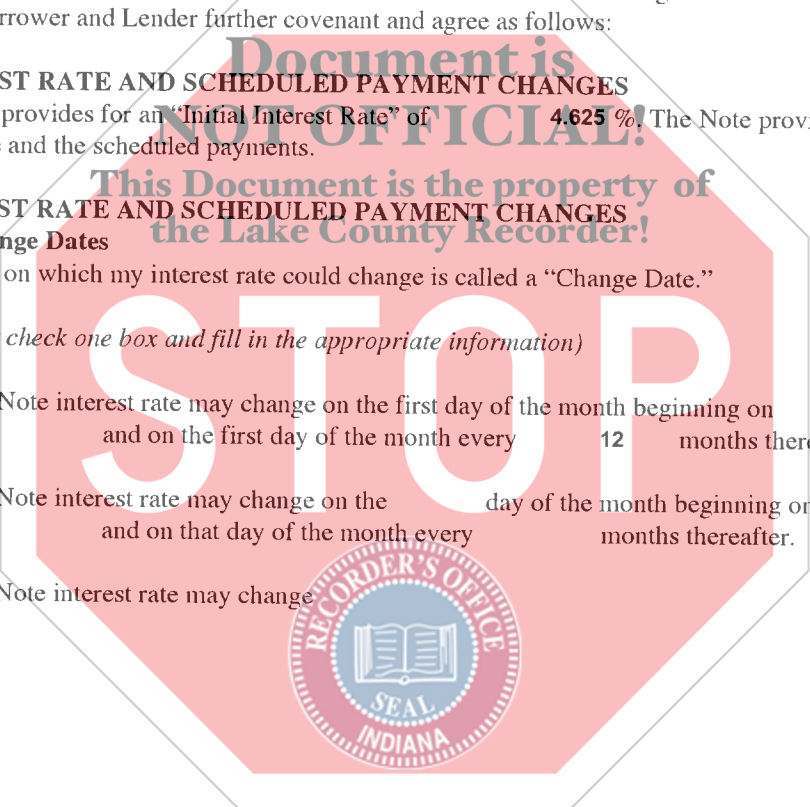 rrower and Lender further covenant and agree as follows:
Document is
ST RATE AND SCHEDULED PAYMENT CHANGES
provides for an “Initial Interest Rate” of 4.625 %. The Note provi
NOT OFFICIAL!
and the scheduled payments.
This Document is the property of
ST RATE AND SCHEDULED PAYMENT CHANGES
the Lake County Recorder!
nge Dates
on which my interest rate could change is called a “Change Date.”
STOP
check one box and fill in the appropriate information)
Note interest rate may change on the first day of the month beginning on
and on the first day of the month every 12 months there
Note interest rate may change on the day of the month beginning on
and on that day of the month every months thereafter.
Note interest rate may change
RECORDER'S OFFICE
SEAL
INDIANA